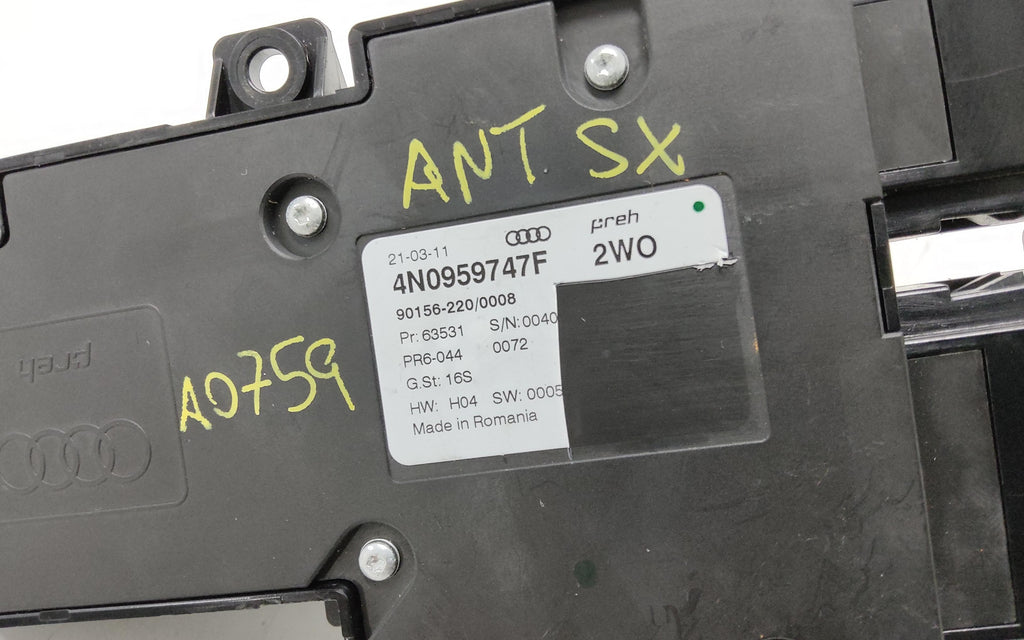 ANT. SX
21-03-11
preh
4N0959747F
2WO
90156-220/0008
Pr: 63531 S/N: 0040
PR6-044 0072
G.St: 16S
HW: H04 SW: 0005
Made in Romania
A0759
preh